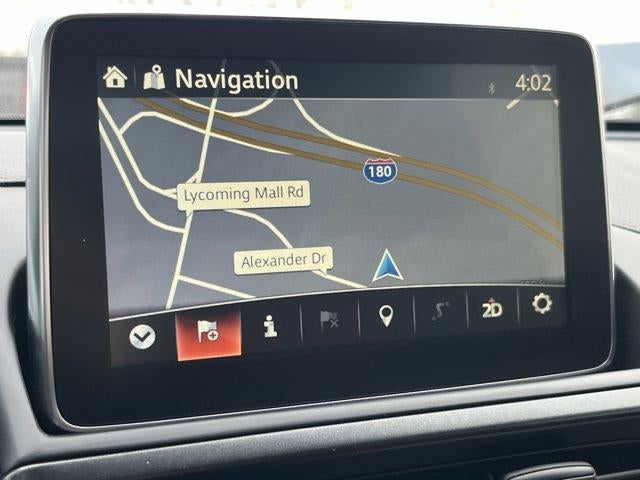 Navigation
4:02
180
Lycoming Mall Rd
Alexander Dr
2D